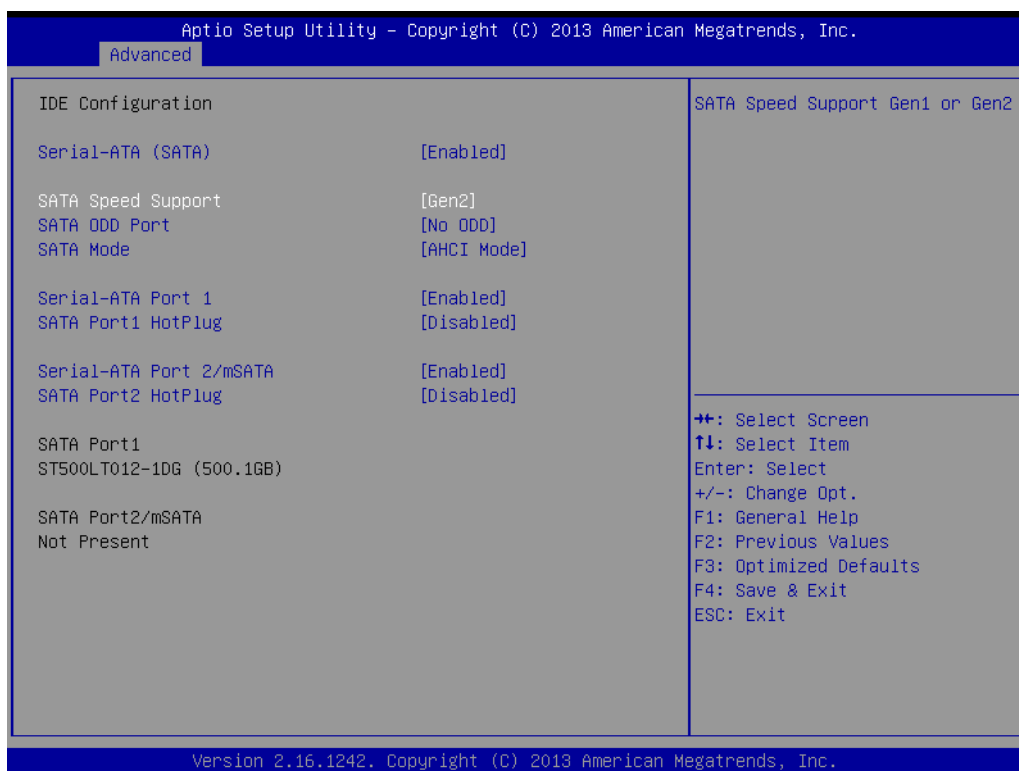 Aptio Setup Utility – Copyright (C) 2013 American Megatrends, Inc.
Advanced
IDE Configuration
Serial-ATA (SATA) [Enabled]
SATA Speed Support [Gen2]
SATA ODD Port [No ODD]
SATA Mode [AHCI Mode]
Serial-ATA Port 1 [Enabled]
SATA Port1 HotPlug [Disabled]
Serial-ATA Port 2/mSATA [Enabled]
SATA Port2 HotPlug [Disabled]
SATA Port1
ST500LT012-1DG (500.1GB)
SATA Port2/mSATA
Not Present
SATA Speed Support Gen1 or Gen2
→←: Select Screen
↑↓: Select Item
Enter: Select
+/-: Change Opt.
F1: General Help
F2: Previous Values
F3: Optimized Defaults
F4: Save & Exit
ESC: Exit
Version 2.16.1242. Copyright (C) 2013 American Megatrends, Inc.